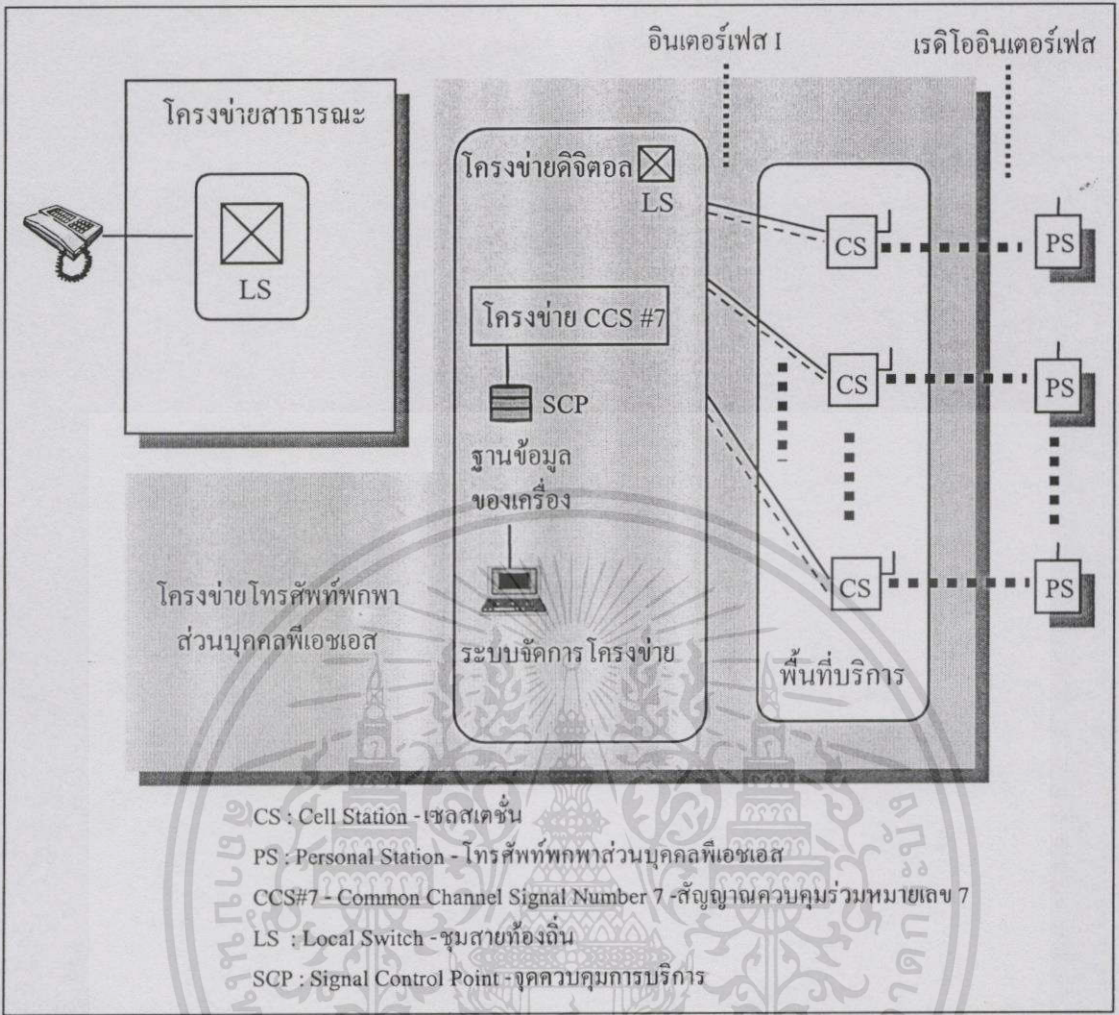 อินเตอร์เฟส I
เรดิโออินเตอร์เฟส
โครงข่ายสาธารณะ
LS
โครงข่ายดิจิตอล
LS
โครงข่าย CCS #7
SCP
ฐานข้อมูล
ของเครื่อง
ระบบจัดการโครงข่าย
CS
PS
CS
PS
CS
PS
พื้นที่บริการ
โครงข่ายโทรศัพท์พกพา
ส่วนบุคคลพีเอชเอส
CS : Cell Station -เซลสเตชั่น
PS : Personal Station - โทรศัพท์พกพาส่วนบุคคลพีเอชเอส
CCS#7 - Common Channel Signal Number 7 -สัญญาณควบคุมร่วมหมายเลข 7
LS : Local Switch -ชุมสายท้องถิ่น
SCP : Signal Control Point -จุดควบคุมการบริการ